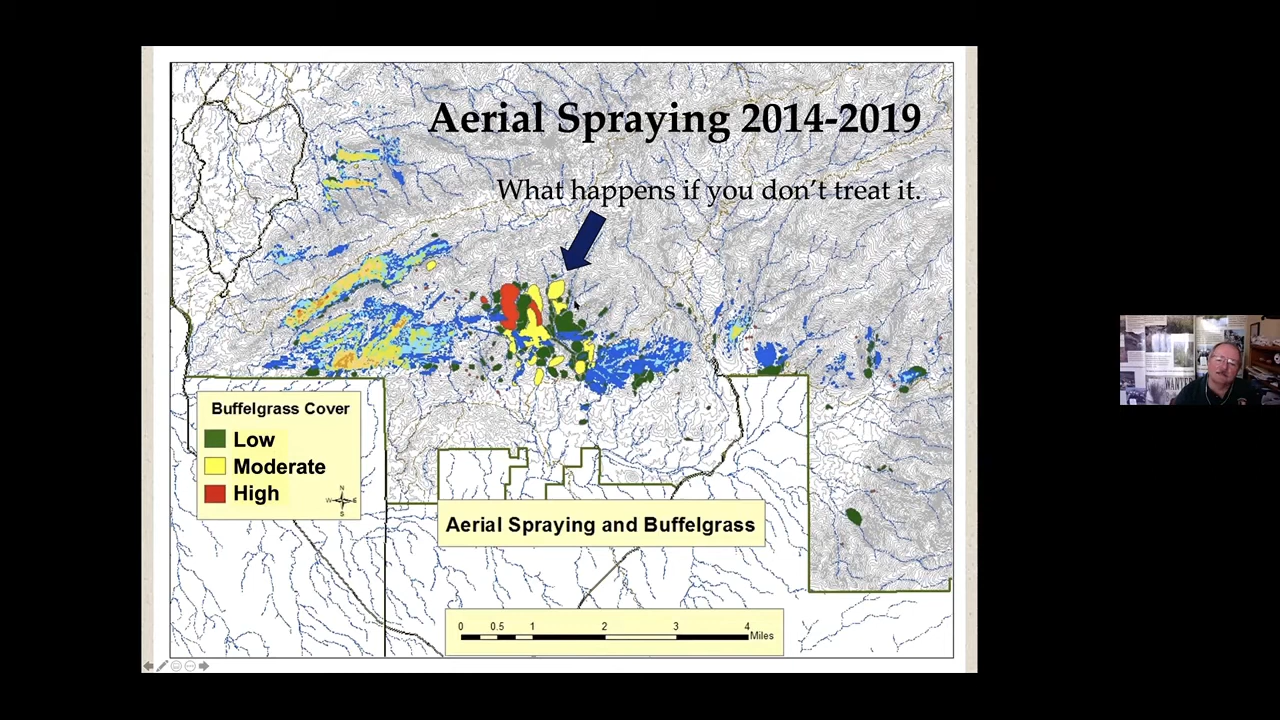 Aerial Spraying 2014-2019
What happens if you don't treat it.
Buffelgrass Cover
Low
Moderate
High
N
W E
S
Aerial Spraying and Buffelgrass
0 0.5 1 2 3 4
Miles
WANTED